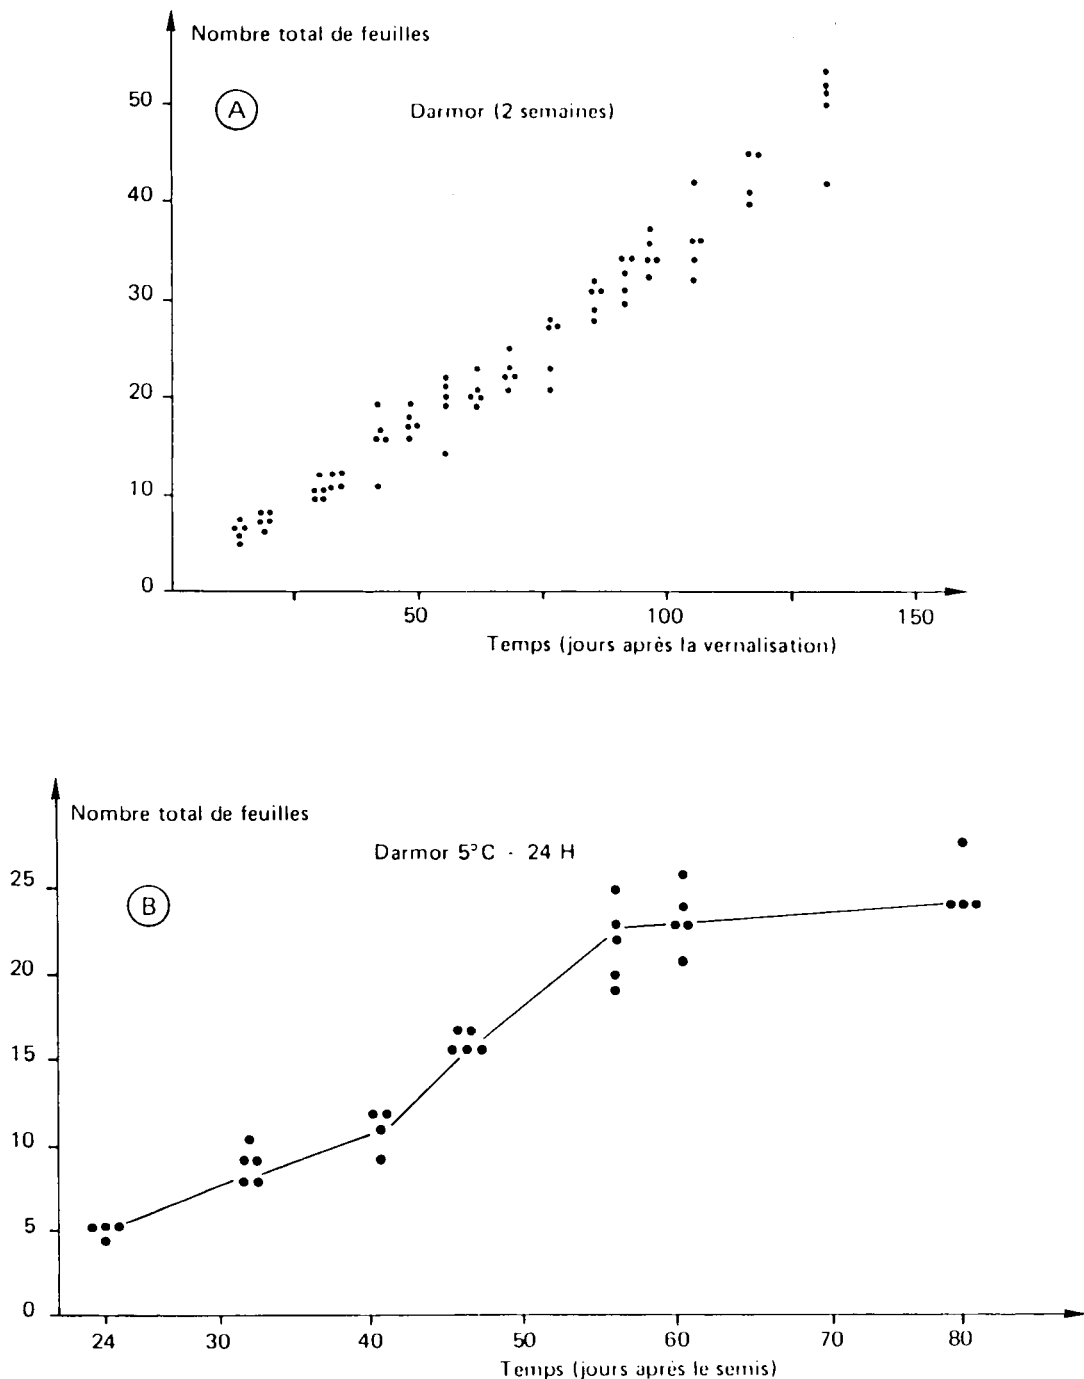 Nombre total de feuilles
A
Darmor (2 semaines)
50
40
30
20
10
0
50 100 150
Temps (jours après la vernalisation)
Nombre total de feuilles
Darmor 5°C - 24 H
B
25
20
15
10
5
0
24 30 40 50 60 70 80
Temps (jours après le semis)